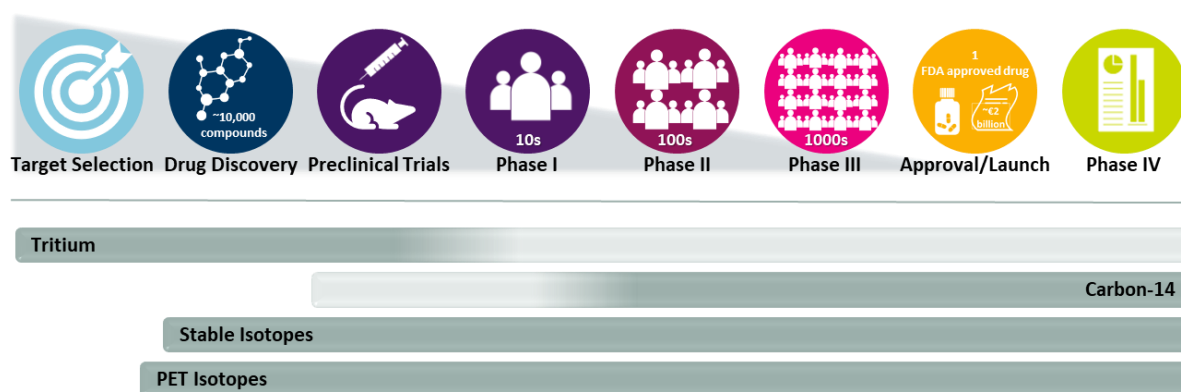 ~10,000
compounds
10s
100s
1000s
1
FDA approved drug
~€2
billion
Target Selection
Drug Discovery
Preclinical Trials
Phase I
Phase II
Phase III
Approval/Launch
Phase IV
Tritium
Carbon-14
Stable Isotopes
PET Isotopes